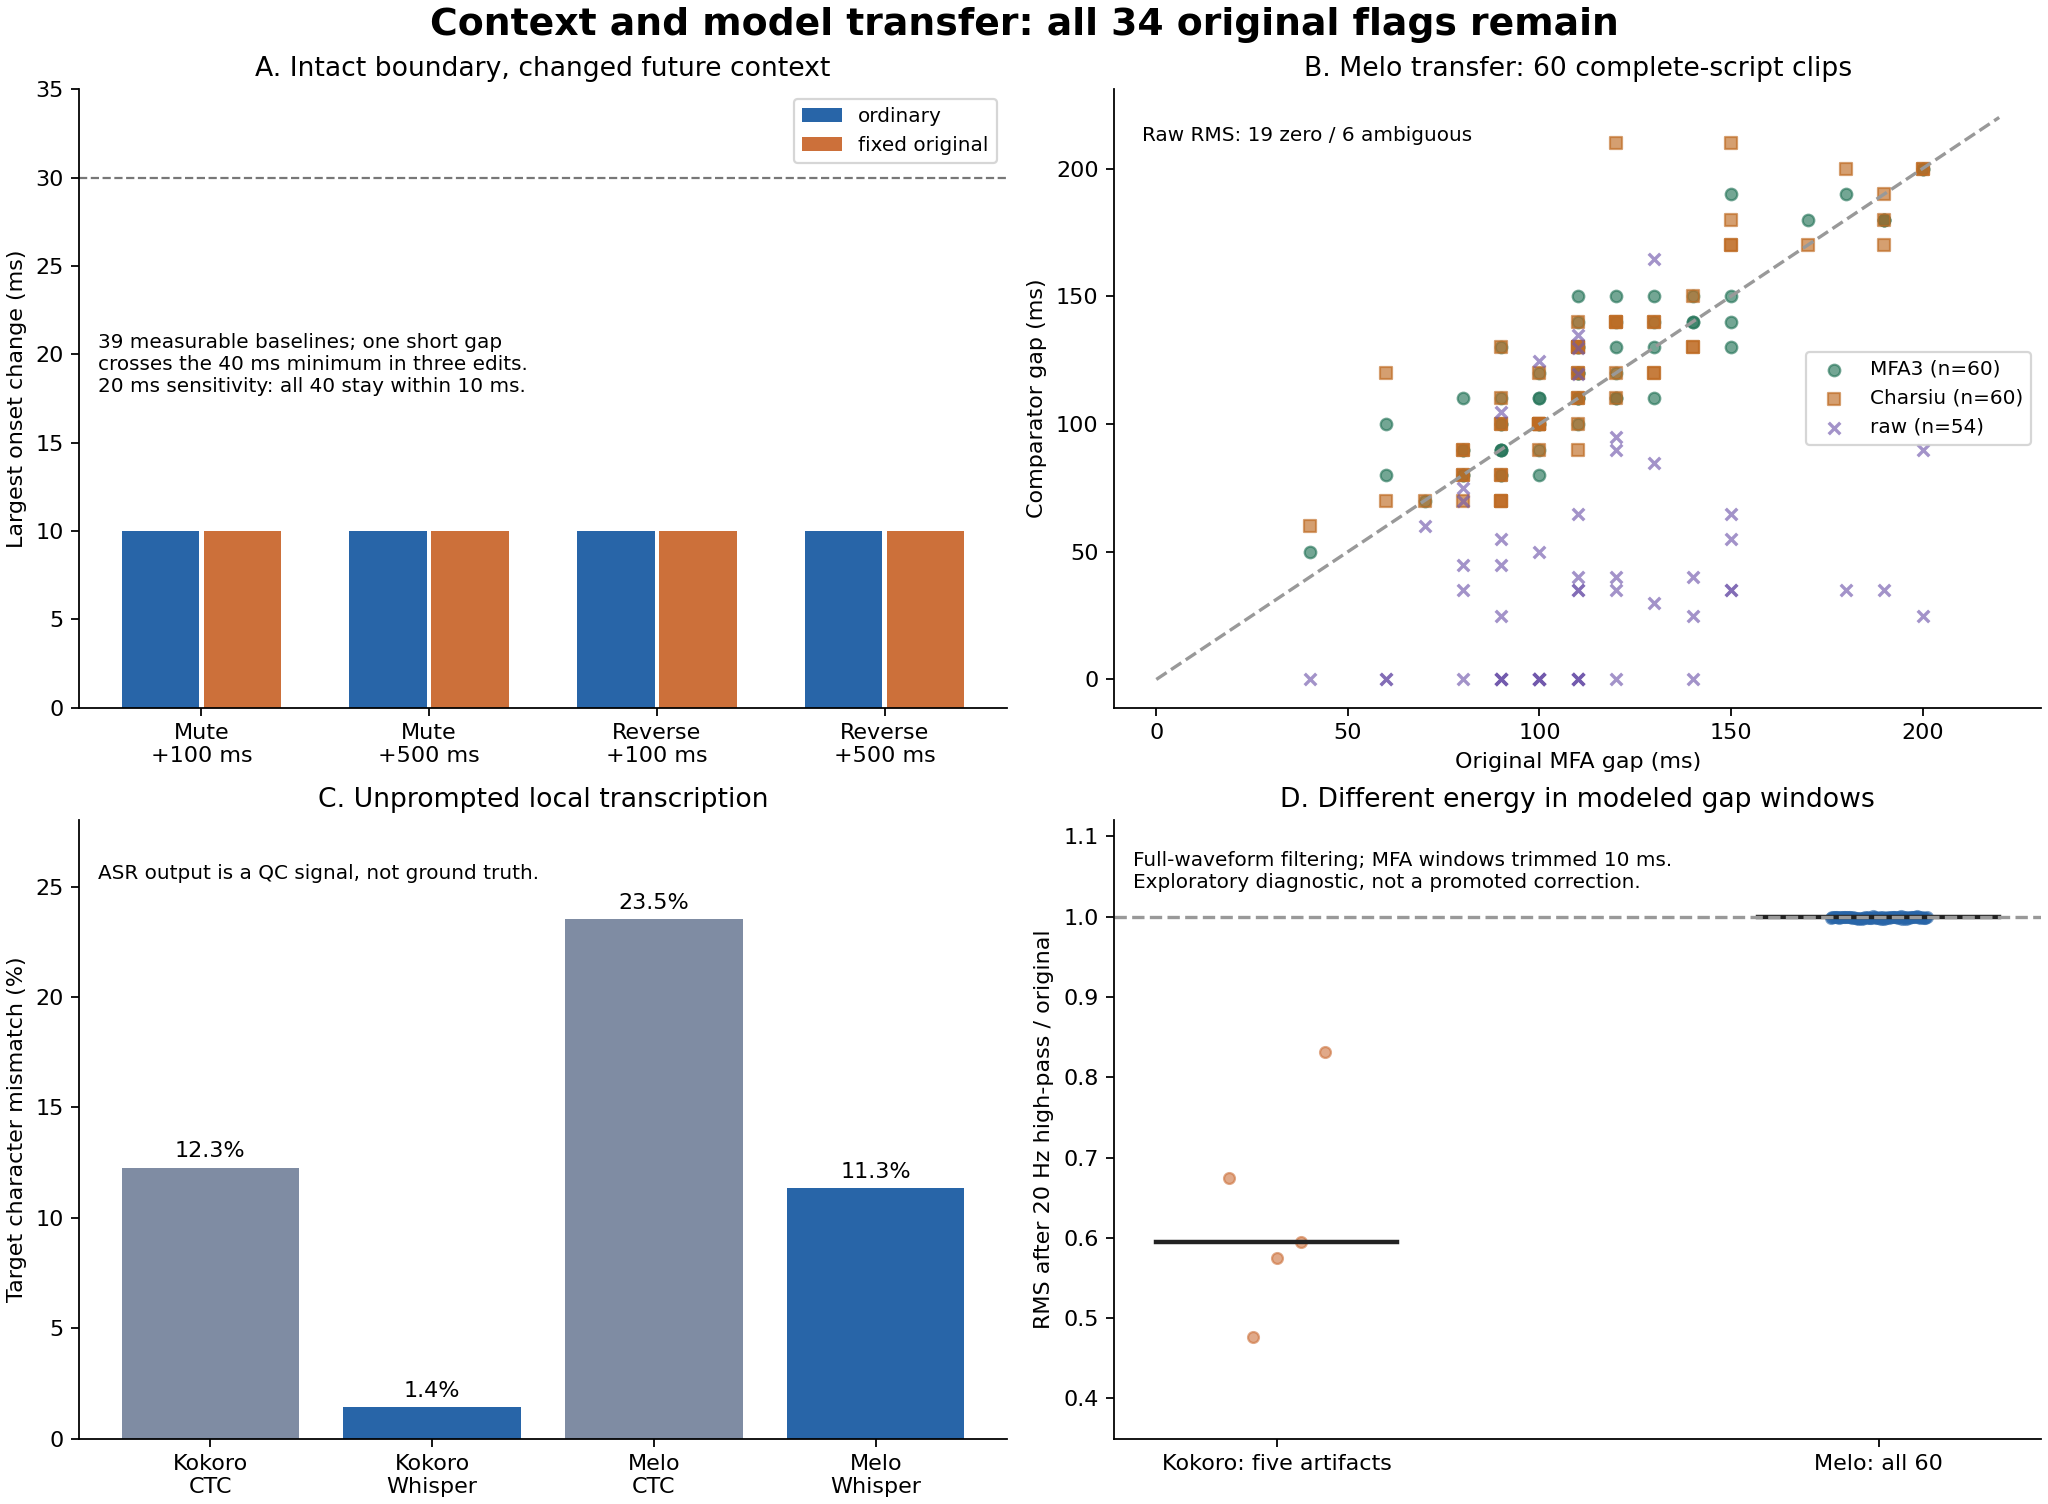 Context and model transfer: all 34 original flags remain
A. Intact boundary, changed future context
35
30
25
20
15
10
5
0
Largest onset change (ms)
ordinary
fixed original
39 measurable baselines; one short gap
crosses the 40 ms minimum in three edits.
20 ms sensitivity: all 40 stay within 10 ms.
Mute
+100 ms
Mute
+500 ms
Reverse
+100 ms
Reverse
+500 ms
B. Melo transfer: 60 complete-script clips
Raw RMS: 19 zero / 6 ambiguous
200
150
100
50
0
Comparator gap (ms)
MFA3 (n=60)
Charsiu (n=60)
raw (n=54)
0
50
100
150
200
Original MFA gap (ms)
C. Unprompted local transcription
ASR output is a QC signal, not ground truth.
25
20
15
10
5
0
Target character mismatch (%)
12.3%
1.4%
23.5%
11.3%
Kokoro
CTC
Kokoro
Whisper
Melo
CTC
Melo
Whisper
D. Different energy in modeled gap windows
Full-waveform filtering; MFA windows trimmed 10 ms.
Exploratory diagnostic, not a promoted correction.
1.1
1.0
0.9
0.8
0.7
0.6
0.5
0.4
RMS after 20 Hz high-pass / original
Kokoro: five artifacts
Melo: all 60